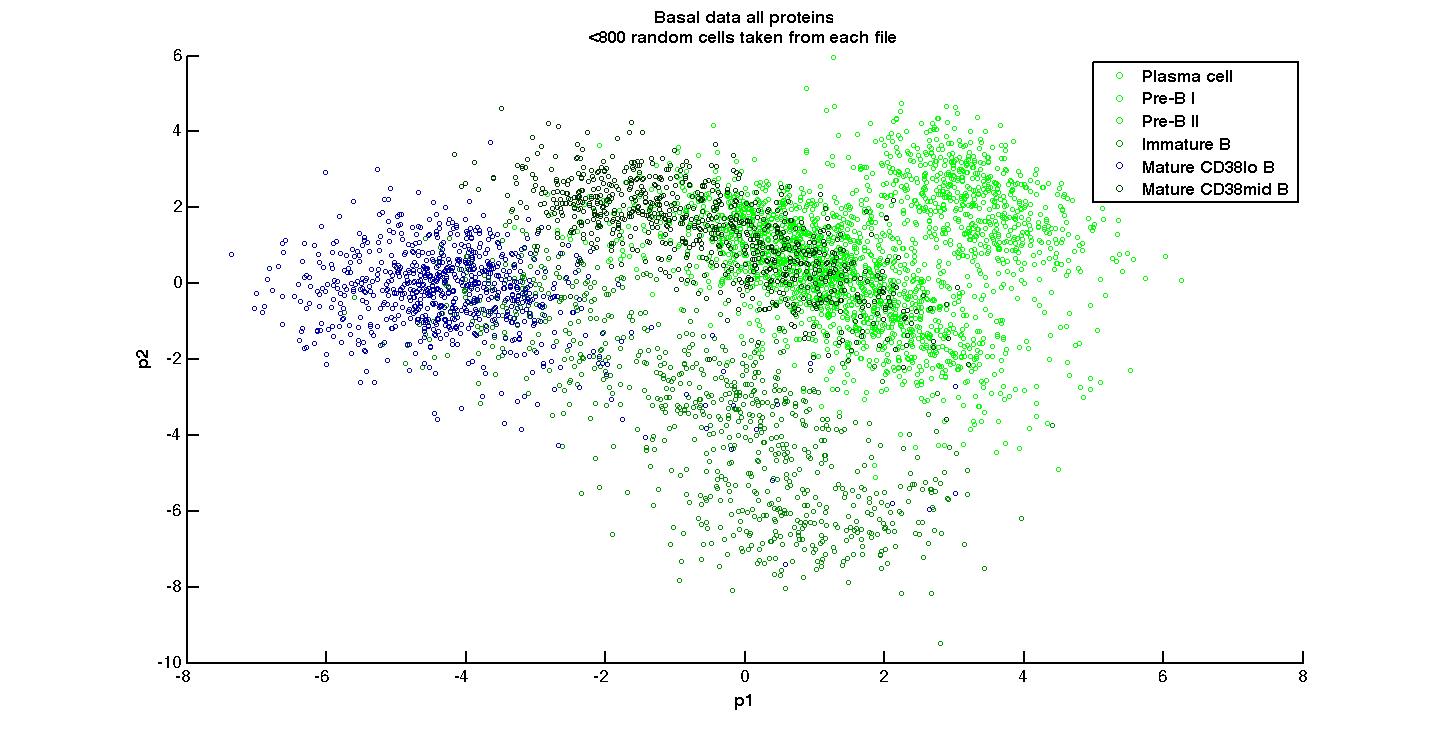 Basal data all proteins
<800 random cells taken from each file
6
4
2
0
-2
-4
-6
-8
-10
p2
-8
-6
-4
-2
0
2
4
6
8
p1
Plasma cell
Pre-B I
Pre-B II
Immature B
Mature CD38lo B
Mature CD38mid B